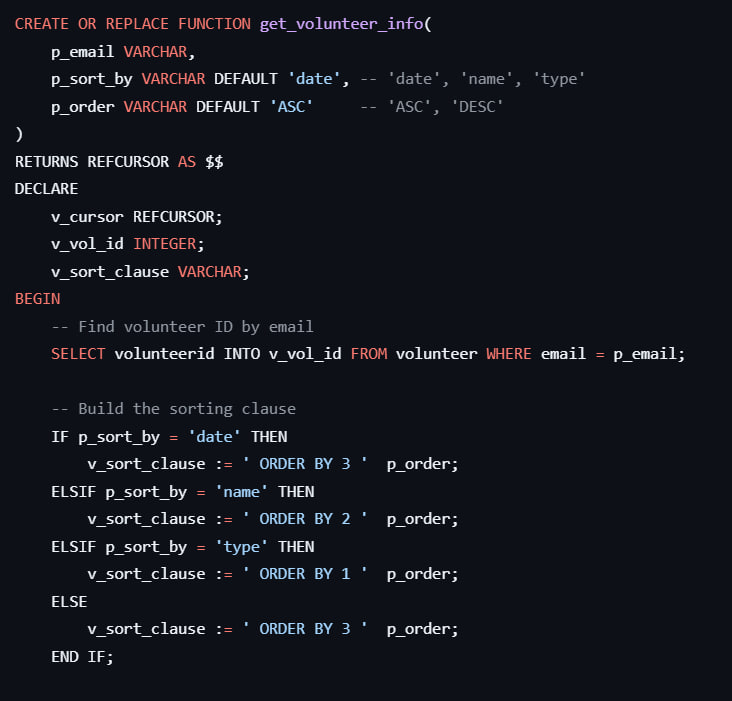 CREATE OR REPLACE FUNCTION get_volunteer_info(
    p_email VARCHAR,
    p_sort_by VARCHAR DEFAULT 'date', -- 'date', 'name', 'type'
    p_order VARCHAR DEFAULT 'ASC'     -- 'ASC', 'DESC'
)
RETURNS REFCURSOR AS $$
DECLARE
    v_cursor REFCURSOR;
    v_vol_id INTEGER;
    v_sort_clause VARCHAR;
BEGIN
    -- Find volunteer ID by email
    SELECT volunteerid INTO v_vol_id FROM volunteer WHERE email = p_email;

    -- Build the sorting clause
    IF p_sort_by = 'date' THEN
        v_sort_clause := ' ORDER BY 3 '  p_order;
    ELSIF p_sort_by = 'name' THEN
        v_sort_clause := ' ORDER BY 2 '  p_order;
    ELSIF p_sort_by = 'type' THEN
        v_sort_clause := ' ORDER BY 1 '  p_order;
    ELSE
        v_sort_clause := ' ORDER BY 3 '  p_order;
    END IF;